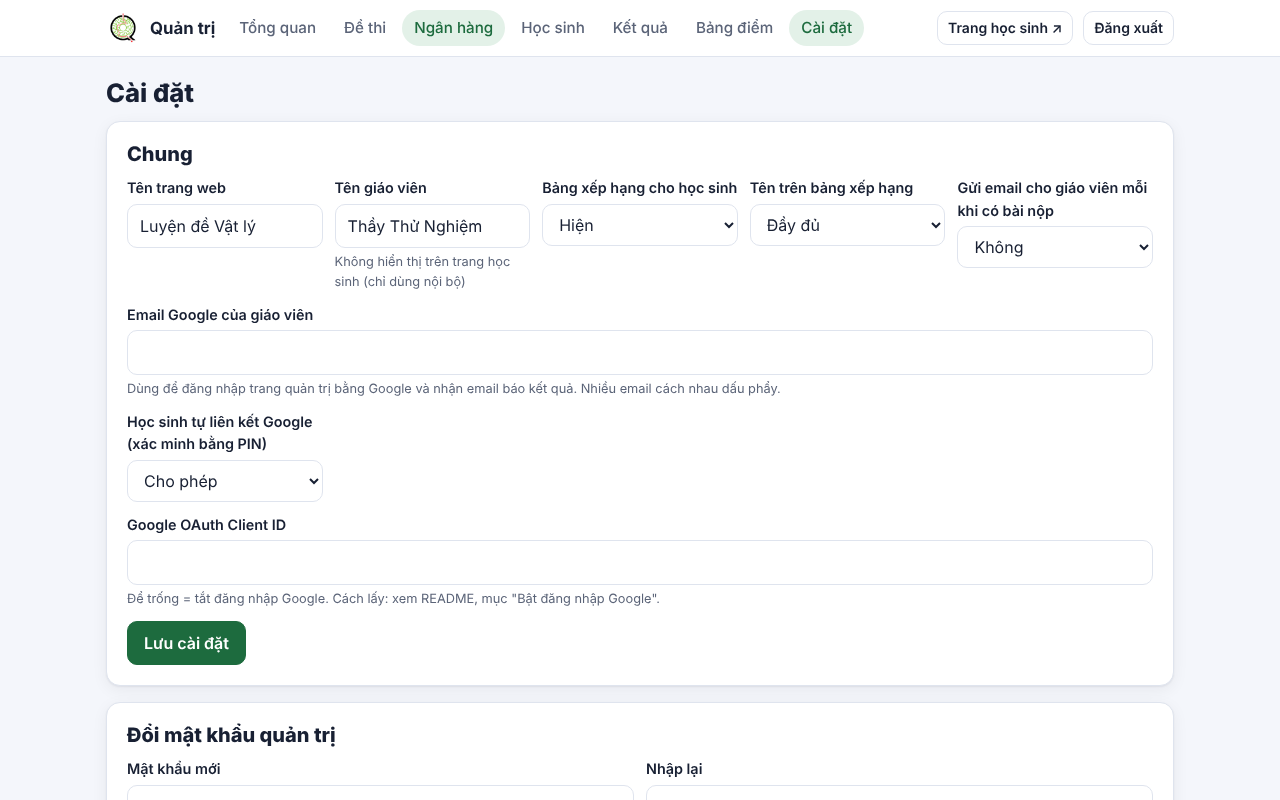 Quản trị
Tổng quan
Đề thi
Ngân hàng
Học sinh
Kết quả
Bảng điểm
Cài đặt
Trang học sinh ↗
Đăng xuất
Cài đặt
Chung
Tên trang web
Luyện đề Vật lý
Tên giáo viên
Thầy Thử Nghiệm
Không hiển thị trên trang học
sinh (chỉ dùng nội bộ)
Bảng xếp hạng cho học sinh
Hiện
Tên trên bảng xếp hạng
Đầy đủ
Gửi email cho giáo viên mỗi
khi có bài nộp
Không
Email Google của giáo viên
Dùng để đăng nhập trang quản trị bằng Google và nhận email báo kết quả. Nhiều email cách nhau dấu phẩy.
Học sinh tự liên kết Google
(xác minh bằng PIN)
Cho phép
Google OAuth Client ID
Để trống = tắt đăng nhập Google. Cách lấy: xem README, mục "Bật đăng nhập Google".
Lưu cài đặt
Đổi mật khẩu quản trị
Mật khẩu mới
Nhập lại